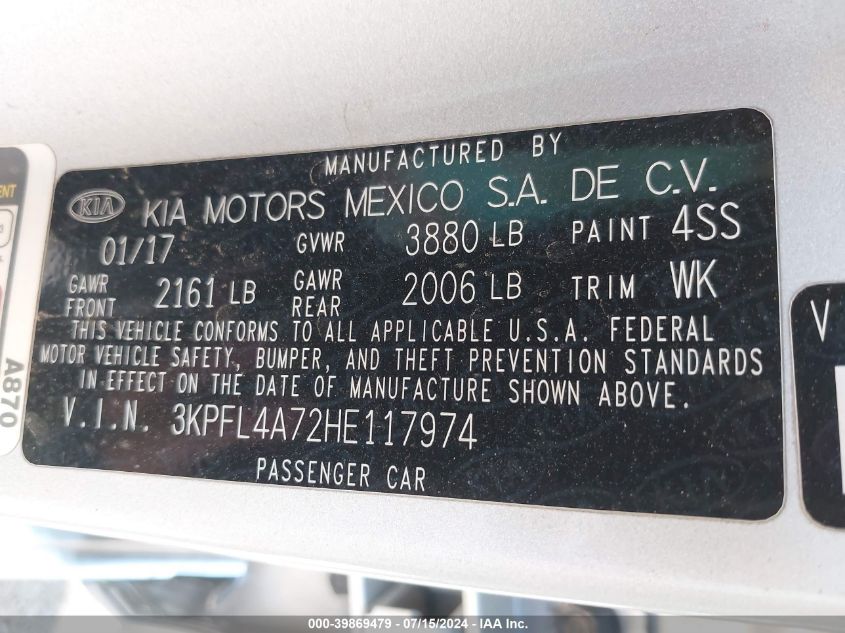 MANUFACTURED BY
KIA KIA MOTORS MEXICO S.A. DE C.V.
01/17 GVWR 3880 LB PAINT 4SS
GAWR FRONT 2161 LB GAWR REAR 2006 LB TRIM WK
THIS VEHICLE CONFORMS TO ALL APPLICABLE U.S.A. FEDERAL
MOTOR VEHICLE SAFETY, BUMPER, AND THEFT PREVENTION STANDARDS
IN EFFECT ON THE DATE OF MANUFACTURE SHOWN ABOVE.
V.I.N. 3KPFL4A72HE117974
PASSENGER CAR
A870
V
000-39869479 - 07/15/2024 - IAA Inc.